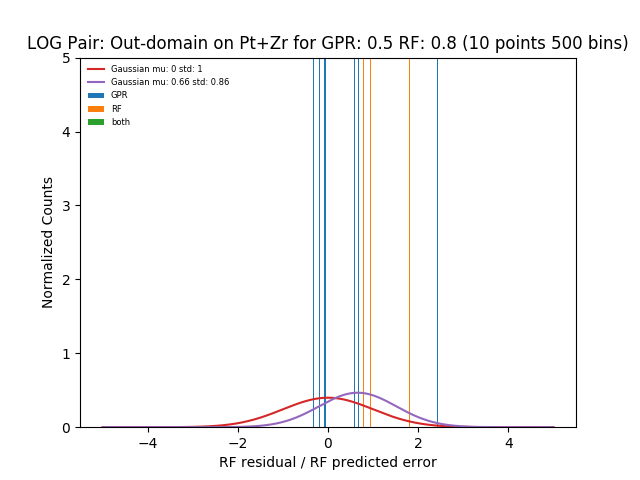 LOG Pair: Out-domain on Pt+Zr for GPR: 0.5 RF: 0.8 (10 points 500 bins)
Gaussian mu: 0 std: 1
Gaussian mu: 0.66 std: 0.86
GPR
RF
both
Normalized Counts
5
4
3
2
1
0
−4
−2
0
2
4
RF residual / RF predicted error